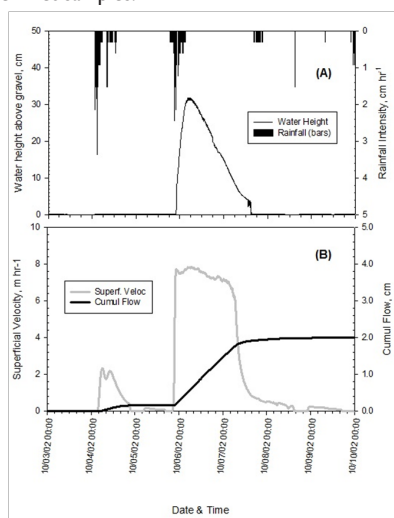 Water height above gravel, cm
50
40
30
20
10
0
(A)
Water Height
Rainfall (bars)
0
1
2
3
4
5
Rainfall Intensity, cm hr¹
Superficial Velocity, m hr-1
10
8
6
4
2
0
(B)
Superf. Veloc
Cumul Flow
5.0
4.0
3.0
2.0
1.0
0.0
Cumul Flow, cm
10/03/02 00:00
10/04/02 00:00
10/05/02 00:00
10/06/02 00:00
10/07/02 00:00
10/08/02 00:00
10/09/02 00:00
10/10/02 00:00
Date & Time